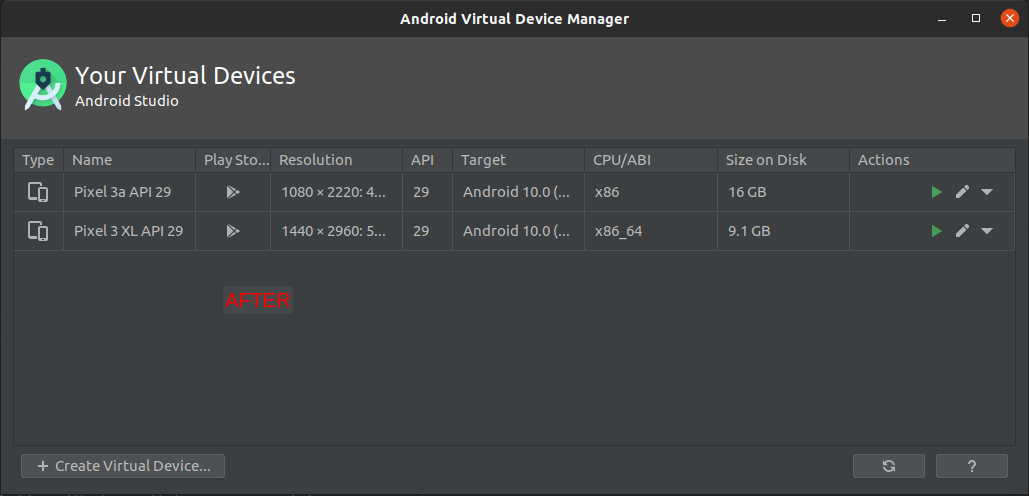 Android Virtual Device Manager
Your Virtual Devices
Android Studio
Type Name Play Sto... Resolution API Target CPU/ABI Size on Disk Actions
Pixel 3a API 29 1080 × 2220: 4... 29 Android 10.0 (... x86 16 GB
Pixel 3 XL API 29 1440 × 2960: 5... 29 Android 10.0 (... x86_64 9.1 GB
AFTER
+ Create Virtual Device... ?